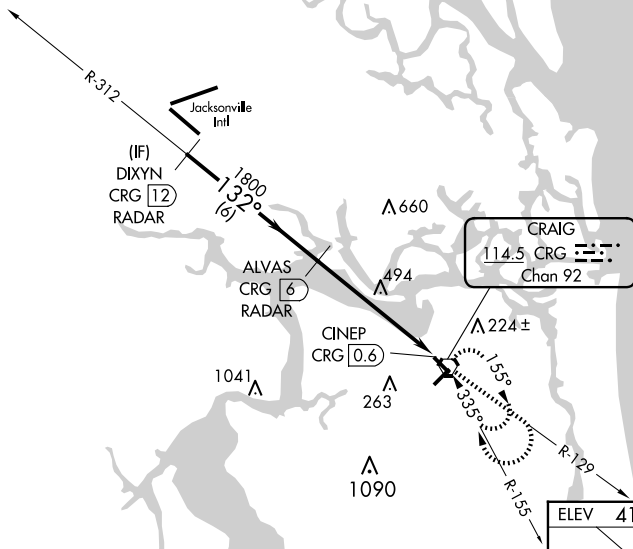 R-312
Jacksonville
Intl
(IF)
DIXYN
CRG 12
RADAR
1800
132°
(6)
660
CRAIG
114.5 CRG
Chan 92
ALVAS
CRG 6
RADAR
494
CINEP
CRG 0.6
224±
1041
263
155°
335°
1090
R-129
R-155
ELEV 41